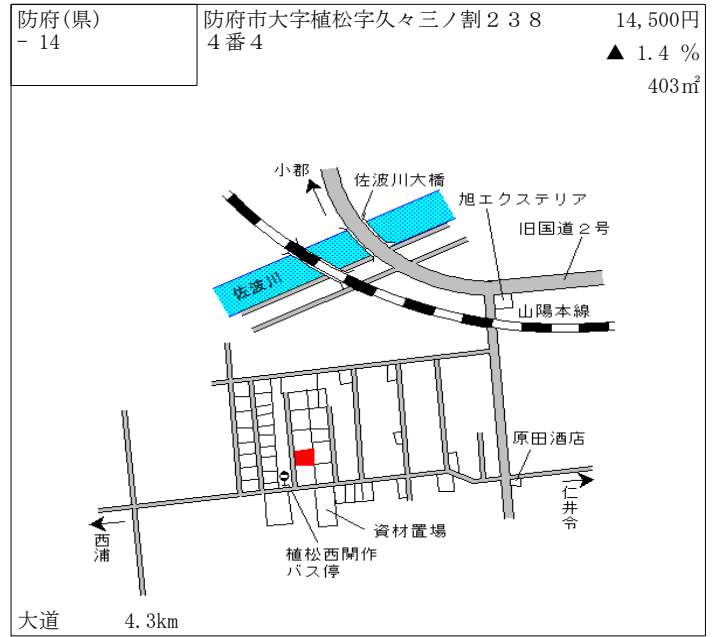 防府(県)
- 14
防府市大字植松字久々三ノ割２３８
４番４
14,500円
▲ 1.4 %
403㎡
小郡
佐波川大橋
旭エクステリア
旧国道２号
佐波川
山陽本線
原田酒店
仁井令
西浦
資材置場
植松西開作
バス停
大道 4.3km